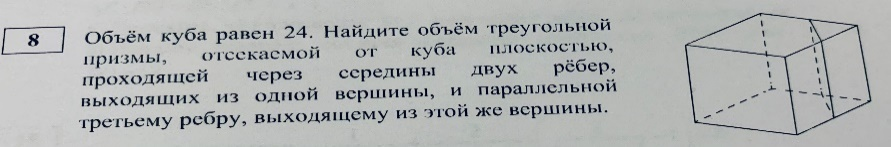 8
Объём куба равен 24. Найдите объём треугольной
призмы, отсекаемой от куба плоскостью,
проходящей через середины двух рёбер,
выходящих из одной вершины, и параллельной
третьему ребру, выходящему из этой же вершины.